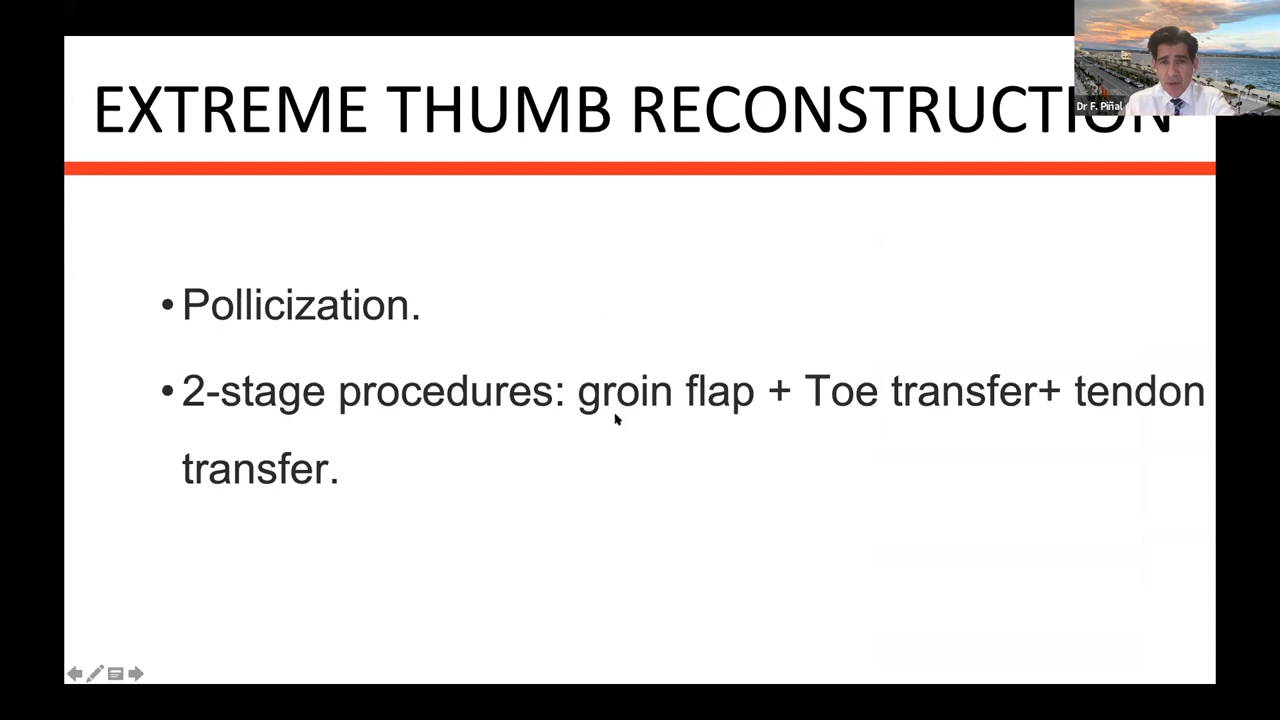 EXTREME THUMB RECONSTRUCTION
Dr F. Piñal
• Pollicization.
• 2-stage procedures: groin flap + Toe transfer+ tendon
transfer.